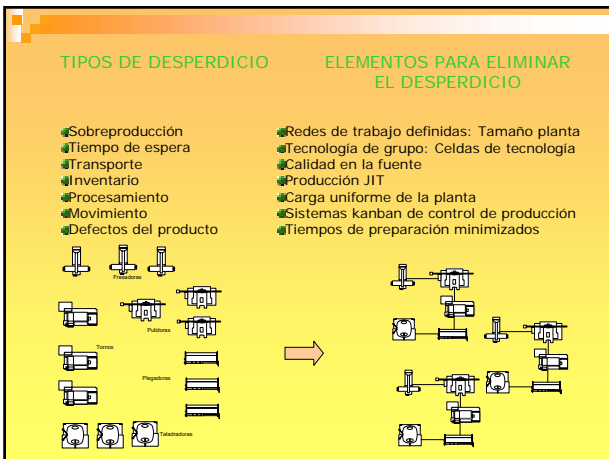 TIPOS DE DESPERDICIO
ELEMENTOS PARA ELIMINAR
EL DESPERDICIO
Sobreproducción
Tiempo de espera
Transporte
Inventario
Procesamiento
Movimiento
Defectos del producto
Redes de trabajo definidas: Tamaño planta
Tecnología de grupo: Celdas de tecnología
Calidad en la fuente
Producción JIT
Carga uniforme de la planta
Sistemas kanban de control de producción
Tiempos de preparación minimizados
Fresadoras
Pulidoras
Tornos
Plegadoras
Taladradoras